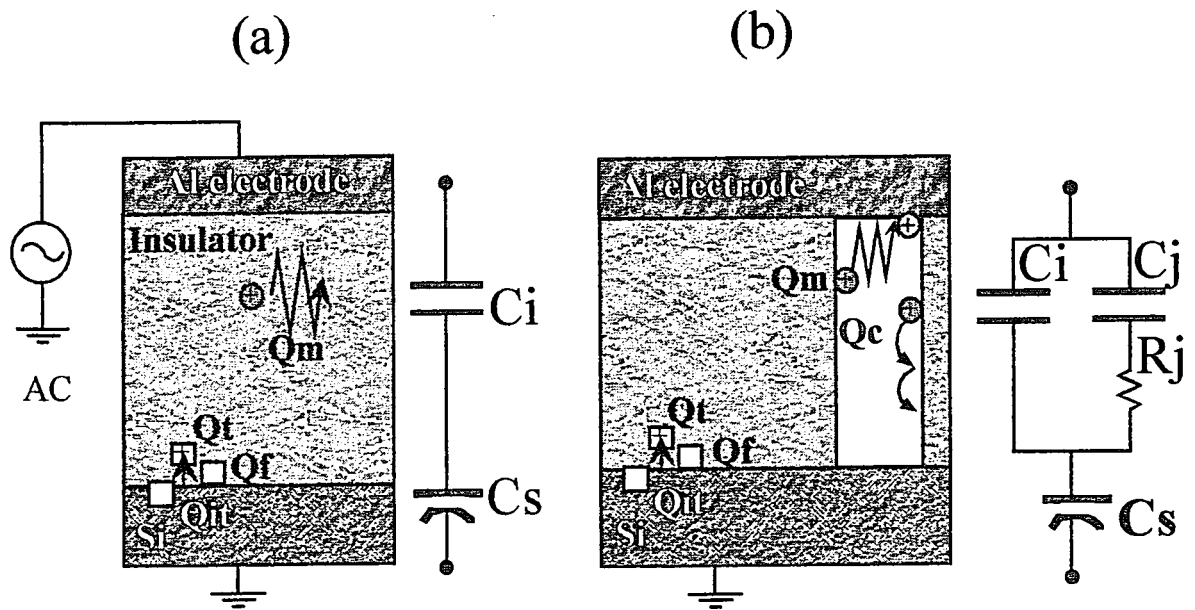 (a)
(b)
Al electrode
Insulator
Qm
Ci
AC
Qt
Qf
Qit
Si
Cs
Al electrode
Qm
Qc
Ci
Cj
Rj
Qt
Qf
Qit
Si
Cs